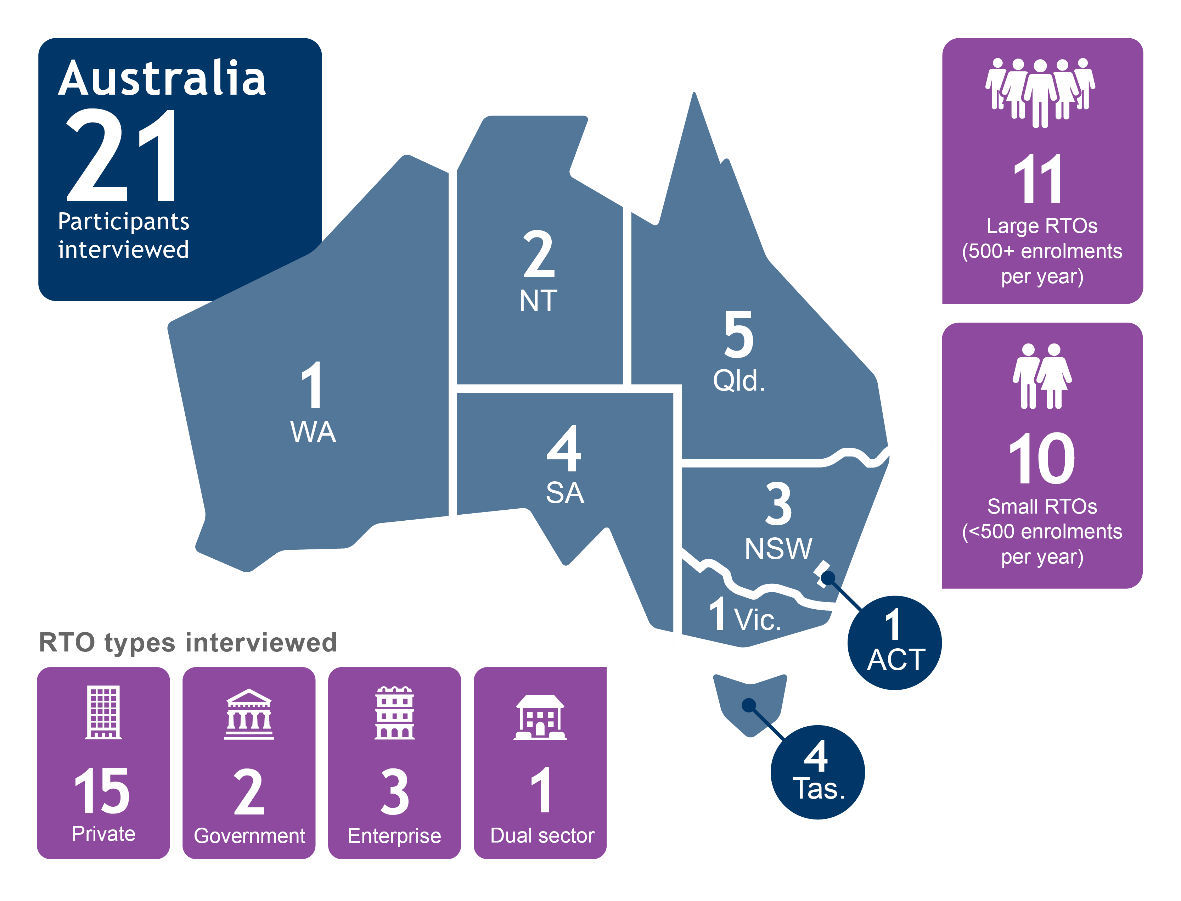 Australia
21
Participants
interviewed
2
NT
5
Qld.
1
WA
4
SA
3
NSW
1 Vic.
1
ACT
4
Tas.
11
Large RTOs
(500+ enrolments
per year)
10
Small RTOs
(<500 enrolments
per year)
RTO types interviewed
15
Private
2
Government
3
Enterprise
1
Dual sector